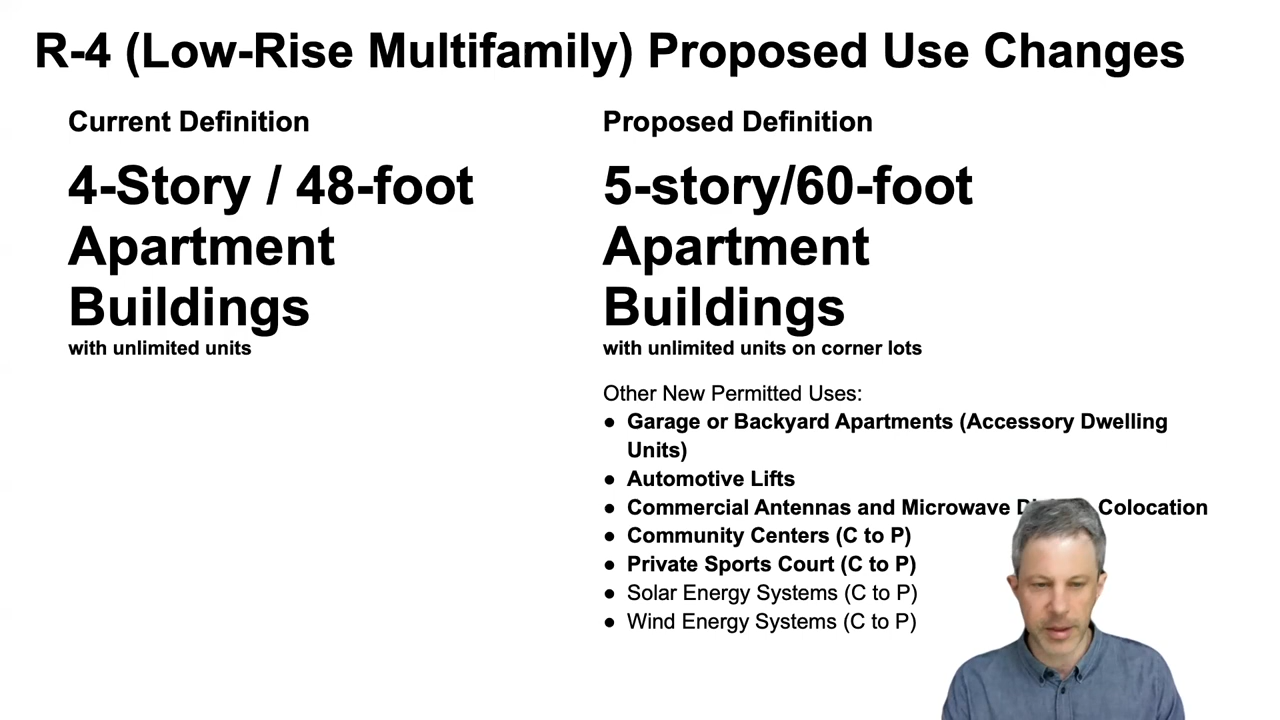 R-4 (Low-Rise Multifamily) Proposed Use Changes
Current Definition
4-Story / 48-foot
Apartment
Buildings
with unlimited units
Proposed Definition
5-story/60-foot
Apartment
Buildings
with unlimited units on corner lots
Other New Permitted Uses:
● Garage or Backyard Apartments (Accessory Dwelling
Units)
● Automotive Lifts
● Commercial Antennas and Microwave Colocation
● Community Centers (C to P)
● Private Sports Court (C to P)
● Solar Energy Systems (C to P)
● Wind Energy Systems (C to P)